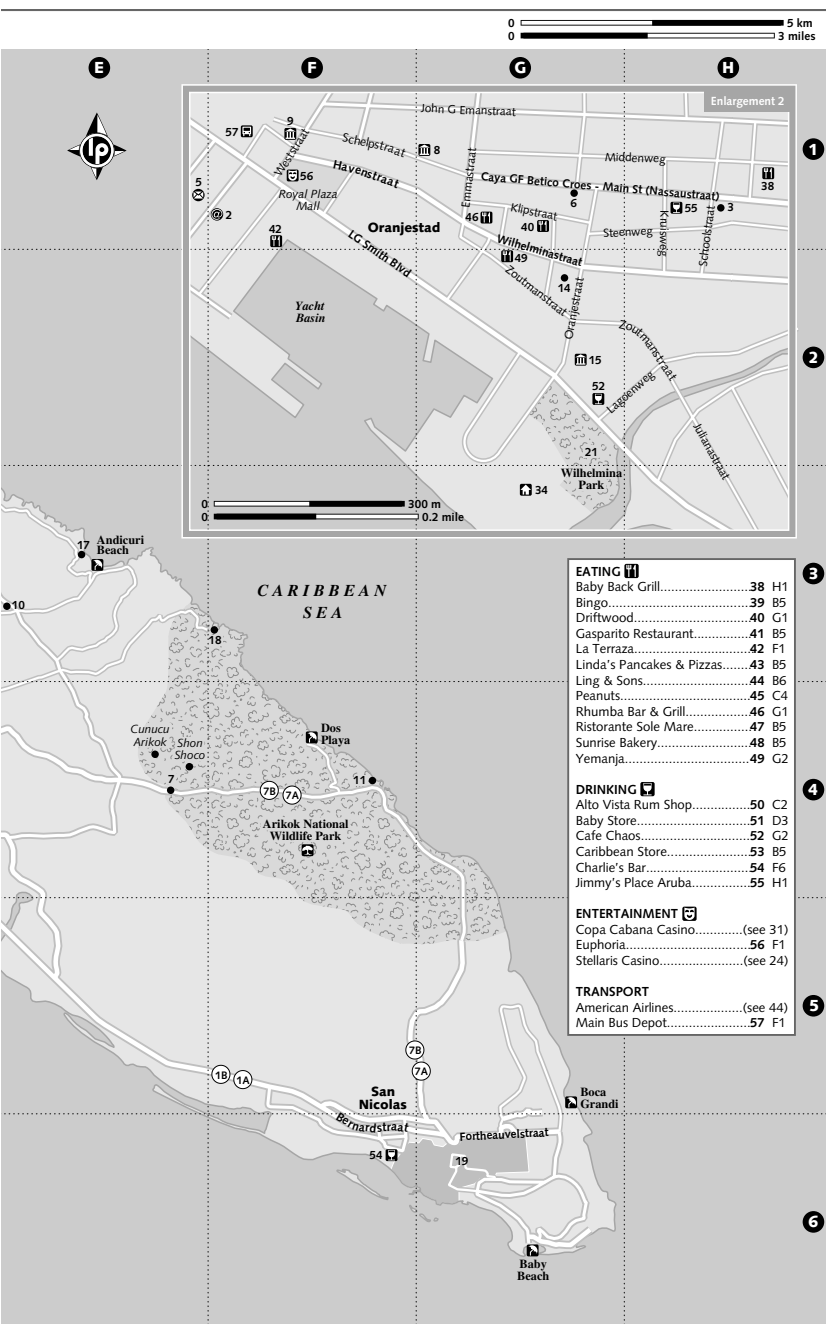 0 5 km
0 3 miles
E F G H
Enlargement 2
John G Emanstraat
57 9
Schelpstraat
8
Weststraat
Havenstraat
Emmastraat
Middenweg
1
5
56
Royal Plaza
Mall
Caya GF Betico Croes - Main St (Nassaustraat)
38
@ 2
6
55 3
Klipstraat
46 40
Oranjestad
Steenweg
Kruisweg
Schoolstraat
42
LG Smith Blvd
Wilhelminastraat
49
Zoutmanstraat
14
Oranjestraat
Yacht
Basin
Zoutmanstraat
2
15
52
Lagoenweg
Julianastraat
21
Wilhelmina
Park
34
0 300 m
0 0.2 mile
17 Andicuri
Beach
10
CARIBBEAN
SEA
18
3
EATING
Baby Back Grill........................38 H1
Bingo........................39 B5
Driftwood........................40 G1
Gasparito Restaurant........................41 B5
La Terraza........................42 F1
Linda's Pancakes & Pizzas........................43 B5
Ling & Sons........................44 B6
Peanuts........................45 C4
Rhumba Bar & Grill........................46 G1
Ristorante Sole Mare........................47 B5
Sunrise Bakery........................48 B5
Yemanja........................49 G2
DRINKING
Alto Vista Rum Shop........................50 C2
Baby Store........................51 D3
Cafe Chaos........................52 G2
Caribbean Store........................53 B5
Charlie's Bar........................54 F6
Jimmy's Place Aruba........................55 H1
ENTERTAINMENT
Copa Cabana Casino.............(see 31)
Euphoria........................56 F1
Stellaris Casino........................(see 24)
TRANSPORT
American Airlines...................(see 44)
Main Bus Depot........................57 F1
Cunucu
Arikok
Shon
Shoco
Dos
Playa
7
11
7B 7A
4
Arikok National
Wildlife Park
5
7B
7A
1B 1A
San
Nicolas
Boca
Grandi
Bernardstraat
Fortheauvelstraat
54
19
6
Baby
Beach
lp